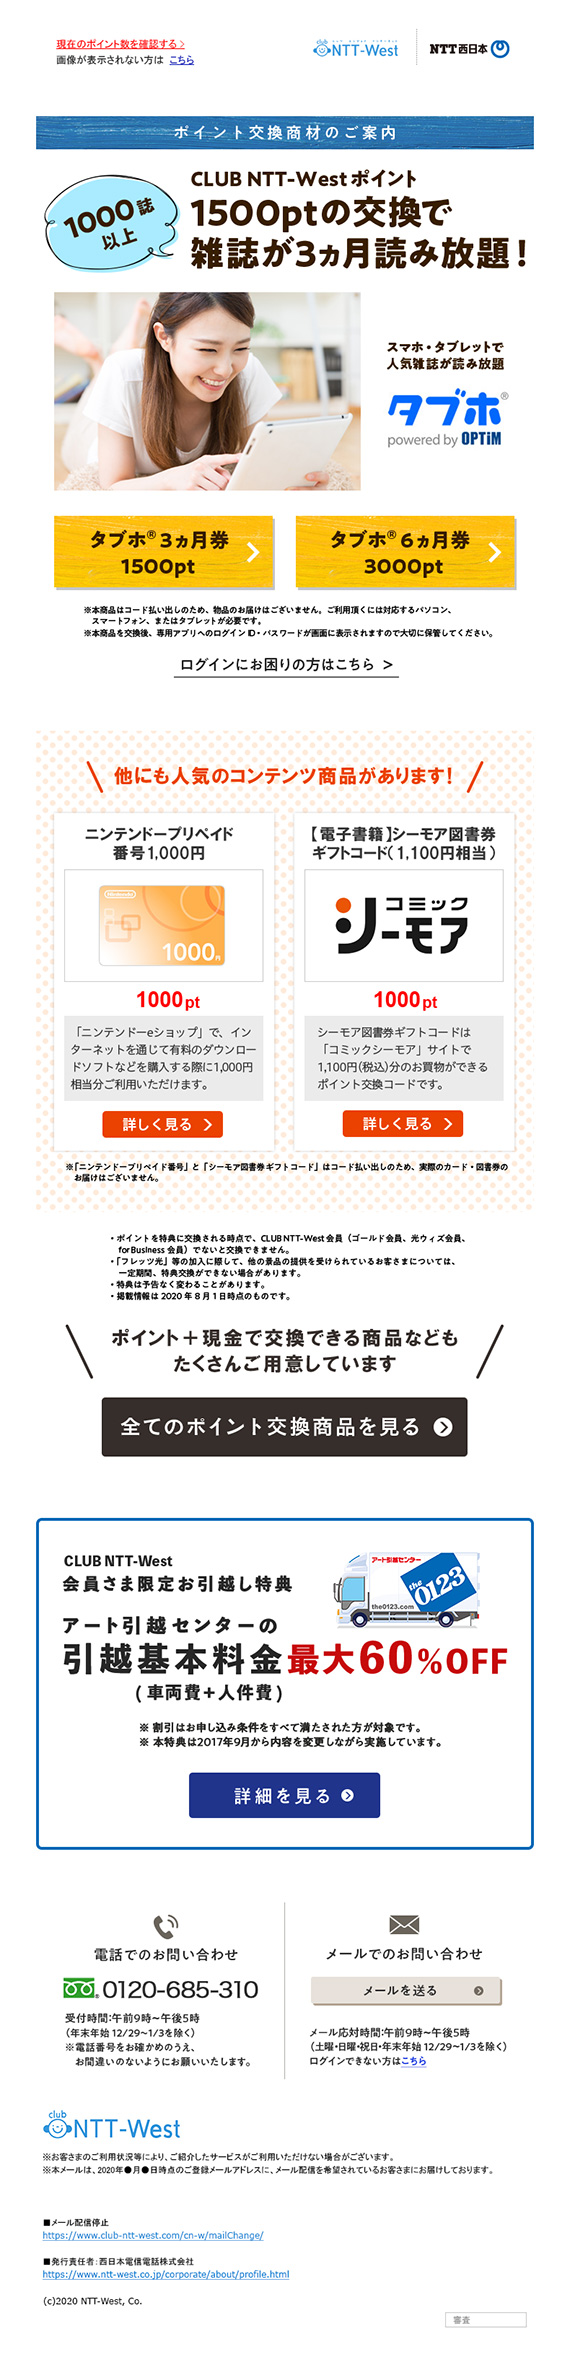 現在のポイント数を確認する >
画像が表示されない方は こちら
NTT-West
NTT西日本
ポイント交換商材のご案内
1000誌
以上
CLUB NTT-West ポイント
1500ptの交換で
雑誌が3ヵ月読み放題！
スマホ・タブレットで
人気雑誌が読み放題
タブホ®
powered by OPTiM
タブホ® 3ヵ月券
1500pt
タブホ® 6ヵ月券
3000pt
※本商品はコード払い出しのため、物品のお届けはございません。ご利用頂くには対応するパソコン、
スマートフォン、またはタブレットが必要です。
※本商品を交換後、専用アプリへのログインID・パスワードが画面に表示されますので大切に保管してください。
ログインにお困りの方はこちら >
他にも人気のコンテンツ商品があります!
ニンテンドープリペイド
番号1,000円
Nintendo
1000円
1000pt
「ニンテンドーeショップ」で、イン
ターネットを通じて有料のダウンロー
ドソフトなどを購入する際に1,000円
相当分ご利用いただけます。
詳しく見る
【電子書籍】シーモア図書券
ギフトコード（1,100円相当）
コミック
シーモア
1000pt
シーモア図書券ギフトコードは
「コミックシーモア」サイトで
1,100円(税込)分のお買物ができる
ポイント交換コードです。
詳しく見る
※「ニンテンドープリペイド番号」と「シーモア図書券ギフトコード」はコード払い出しのため、実際のカード・図書券の
お届けはございません。
・ポイントを特典に交換される時点で、CLUB NTT-West 会員（ゴールド会員、光ウィズ会員、
for Business 会員）でないと交換できません。
・「フレッツ光」等の加入に際して、他の景品の提供を受けられているお客さまについては、
一定期間、特典交換ができない場合があります。
・特典は予告なく変わることがあります。
・掲載情報は 2020 年 8 月 1 日時点のものです。
ポイント＋現金で交換できる商品なども
たくさんご用意しています
全てのポイント交換商品を見る
CLUB NTT-West
会員さま限定お引越し特典
アート引越センター
the 0123
the0123.com
アート引越センターの
引越基本料金最大60%OFF
(車両費+人件費)
※ 割引はお申し込み条件をすべて満たされた方が対象です。
※ 本特典は2017年9月から内容を変更しながら実施しています。
詳細を見る
電話でのお問い合わせ
0120-685-310
受付時間:午前9時～午後5時
（年末年始 12/29～1/3を除く）
※電話番号をお確かめのうえ、
お間違いのないようにお願いいたします。
メールでのお問い合わせ
メールを送る
メール応対時間:午前9時～午後5時
（土曜・日曜・祝日・年末年始 12/29～1/3を除く）
ログインできない方はこちら
club
NTT-West
※お客さまのご利用状況等により、ご紹介したサービスがご利用いただけない場合がございます。
※本メールは、2020年●月●日時点のご登録メールアドレスに、メール配信を希望されているお客さまにお届けしております。
■メール配信停止
https://www.club-ntt-west.com/cn-w/mailChange/
■発行責任者：西日本電信電話株式会社
https://www.ntt-west.co.jp/corporate/about/profile.html
(c)2020 NTT-West, Co.
審査